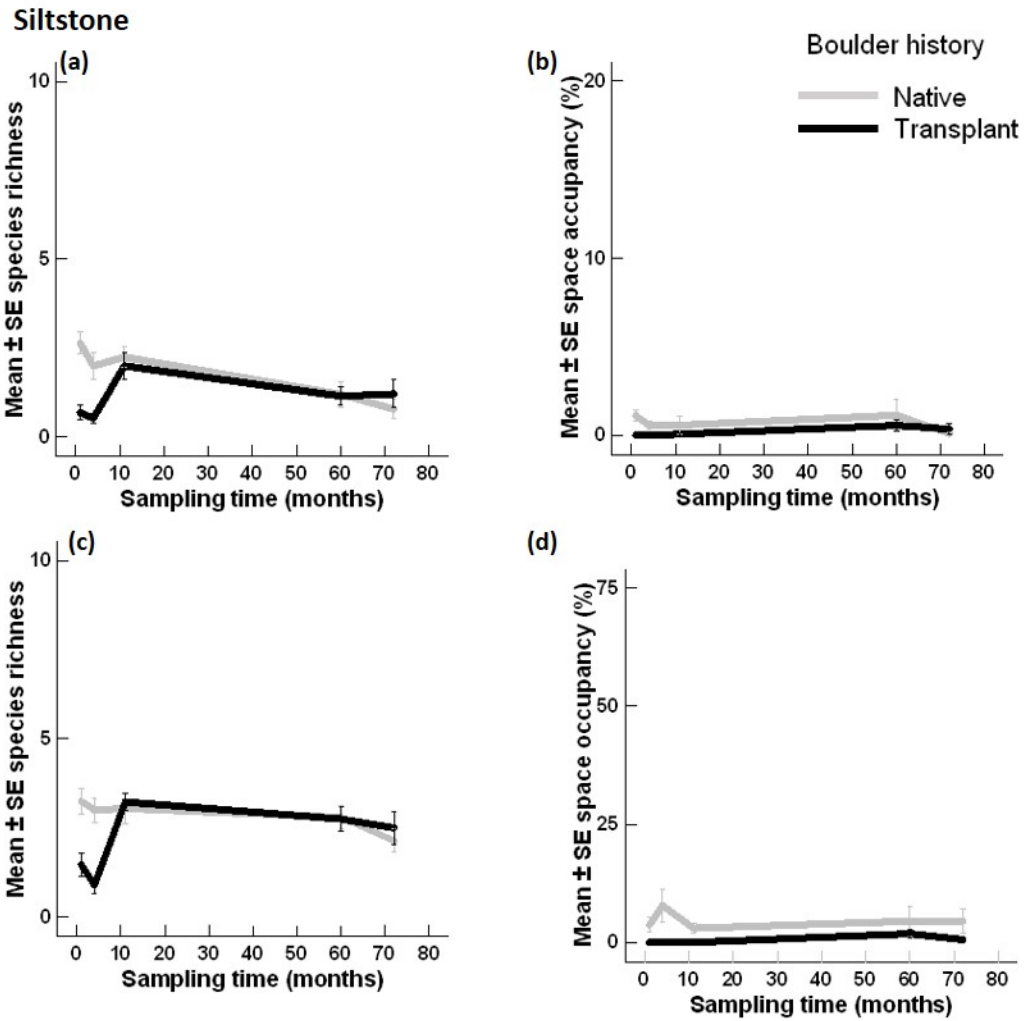 Siltstone
(a)
Mean ± SE species richness
10
5
0
0 10 20 30 40 50 60 70 80
Sampling time (months)
(b)
Mean ± SE space accupancy (%)
20
10
0
0 10 20 30 40 50 60 70 80
Sampling time (months)
Boulder history
Native
Transplant
(c)
Mean ± SE species richness
10
5
0
0 10 20 30 40 50 60 70 80
Sampling time (months)
(d)
Mean ± SE space occupancy (%)
75
50
25
0
0 10 20 30 40 50 60 70 80
Sampling time (months)